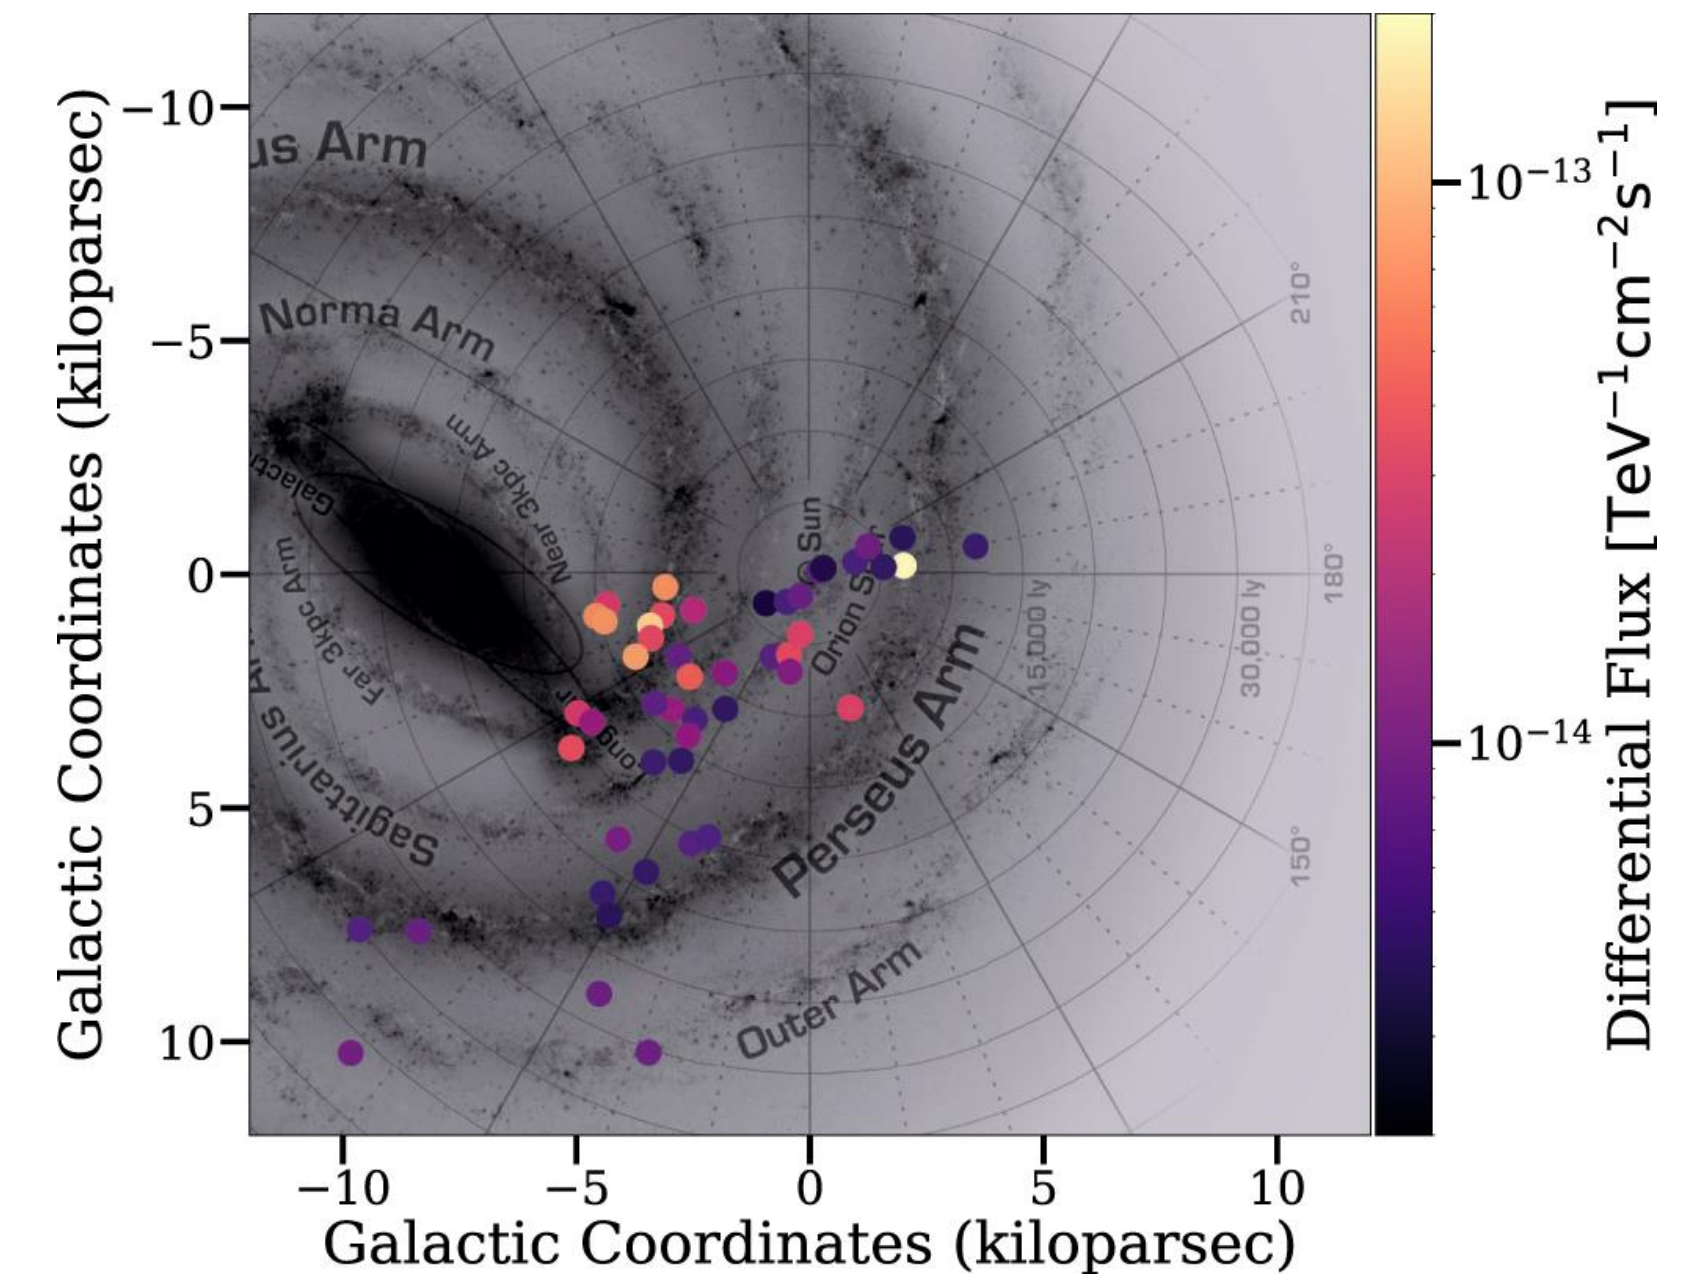 −10
−5
0
5
10
Galactic Coordinates (kiloparsec)
us Arm
Norma Arm
Near 3kpc Arm
Galacti
Far 3kpc Arm
Sagittarius Ar
ong
Sun
Orion S r
Perseus Arm
Outer Arm
15,000 ly
30,000 ly
210°
180°
150°
−10
−5
0
5
10
Galactic Coordinates (kiloparsec)
10⁻¹³
10⁻¹⁴
Differential Flux [TeV⁻¹cm⁻²s⁻¹]